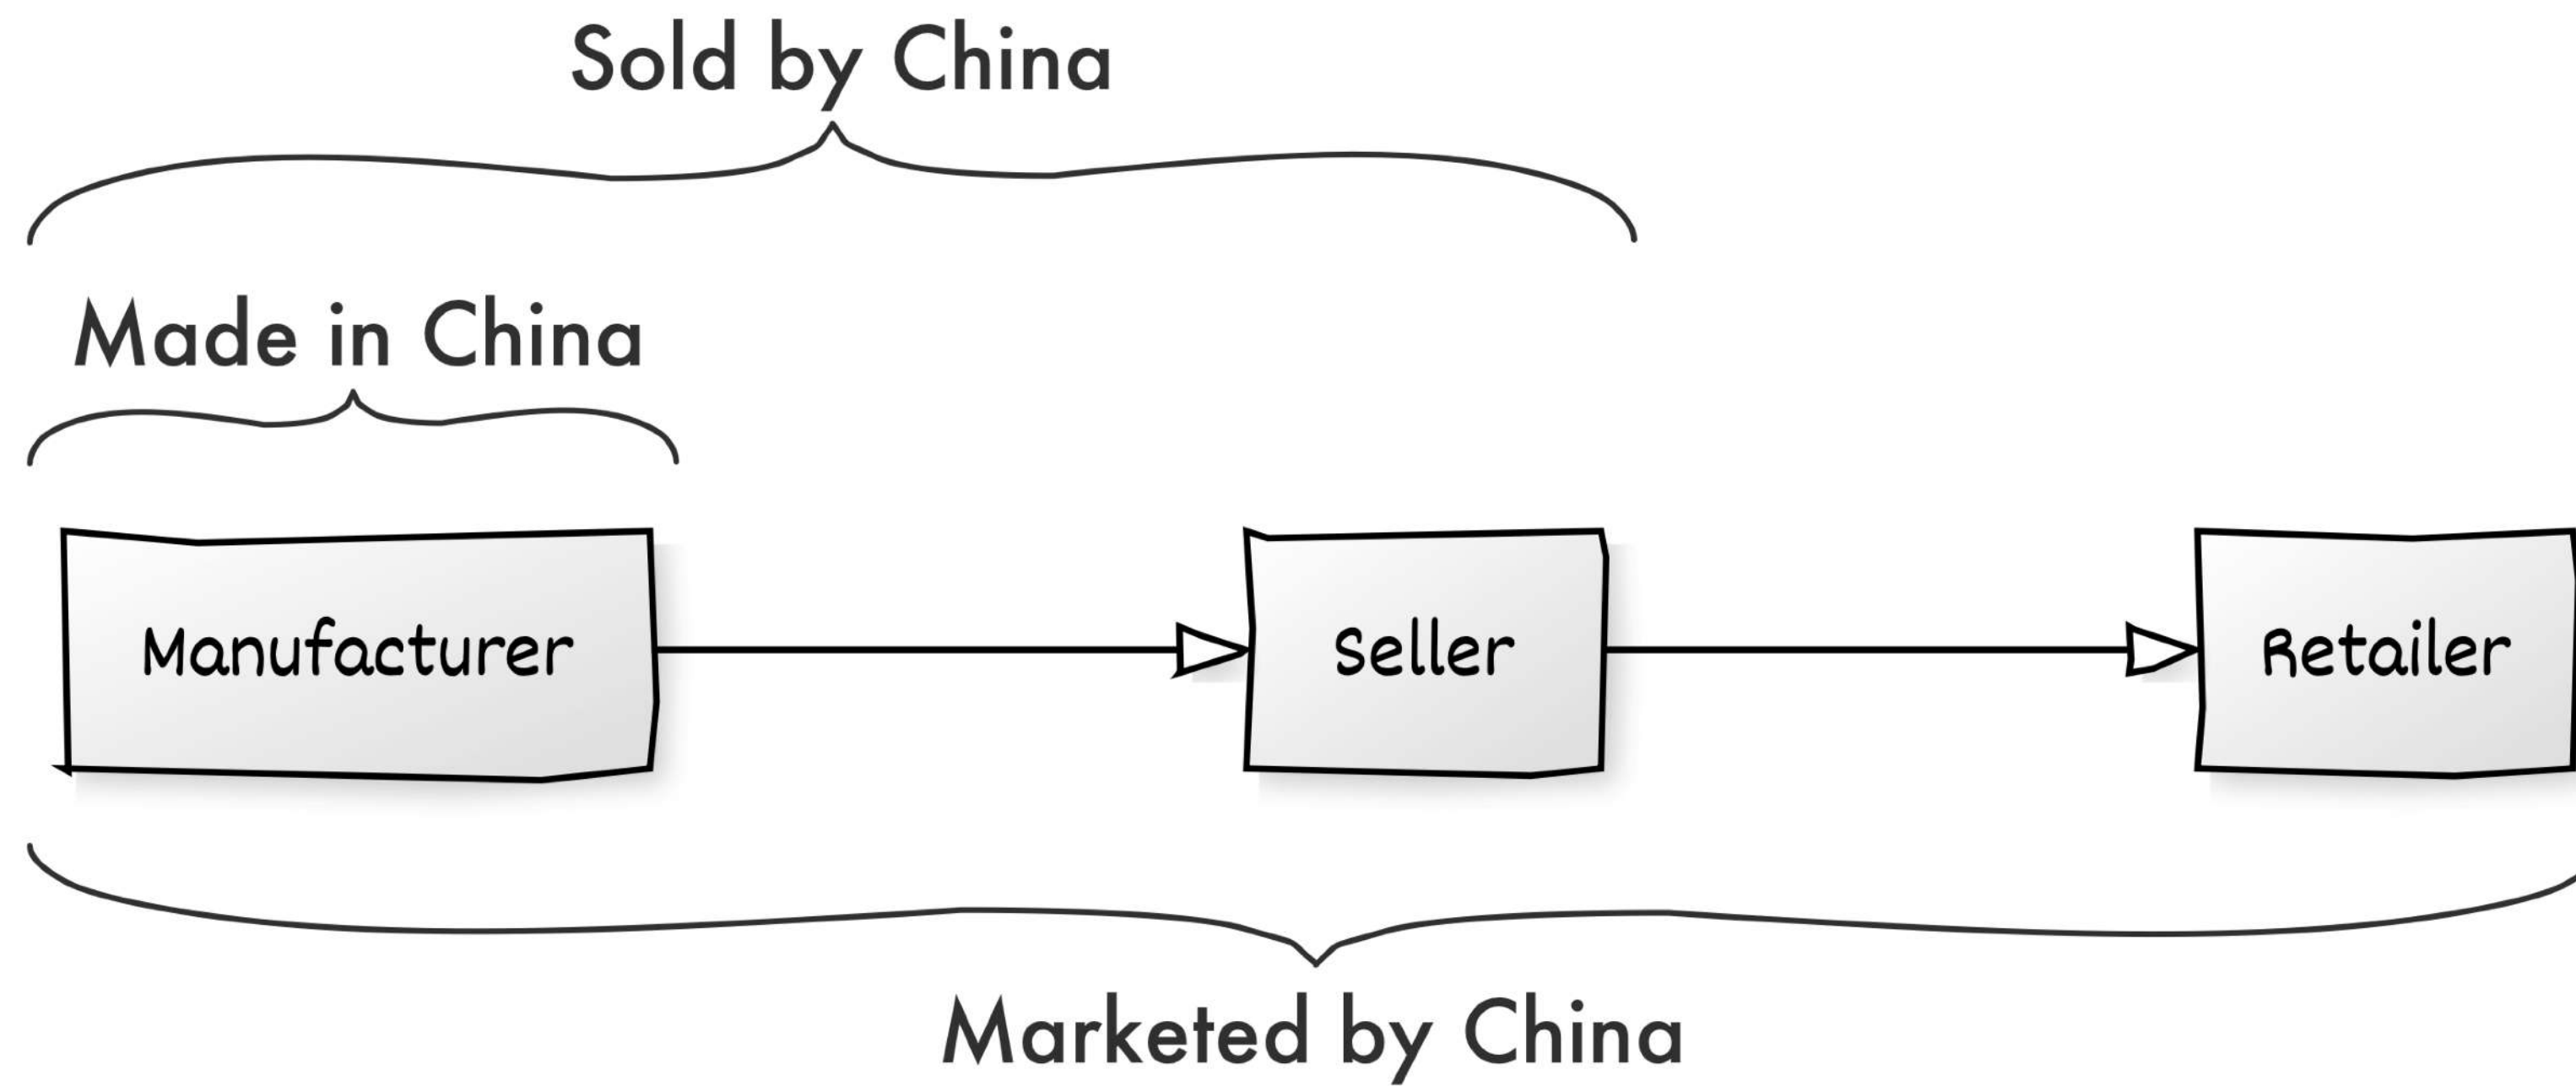 Sold by China
Made in China
Manufacturer
Seller
Retailer
Marketed by China